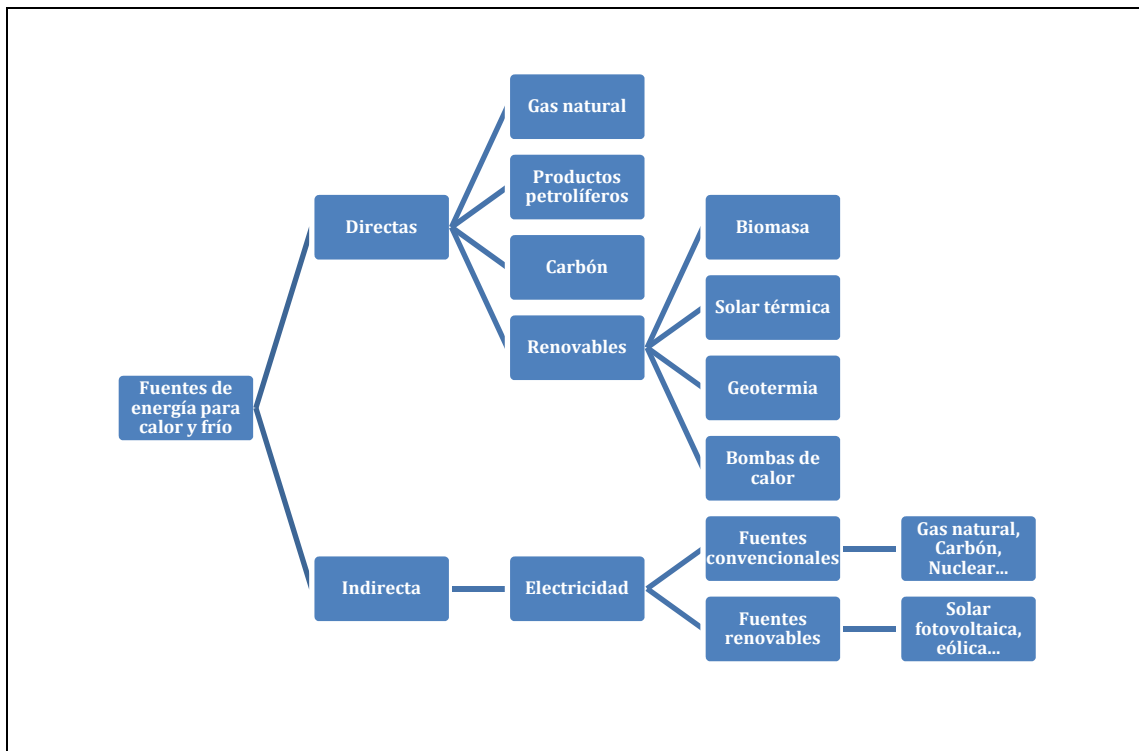 Fuentes de
energía para
calor y frío
Directas
Gas natural
Productos
petrolíferos
Carbón
Renovables
Biomasa
Solar térmica
Geotermia
Bombas de
calor
Indirecta
Electricidad
Fuentes
convencionales
Gas natural,
Carbón,
Nuclear...
Fuentes
renovables
Solar
fotovoltaica,
eólica...